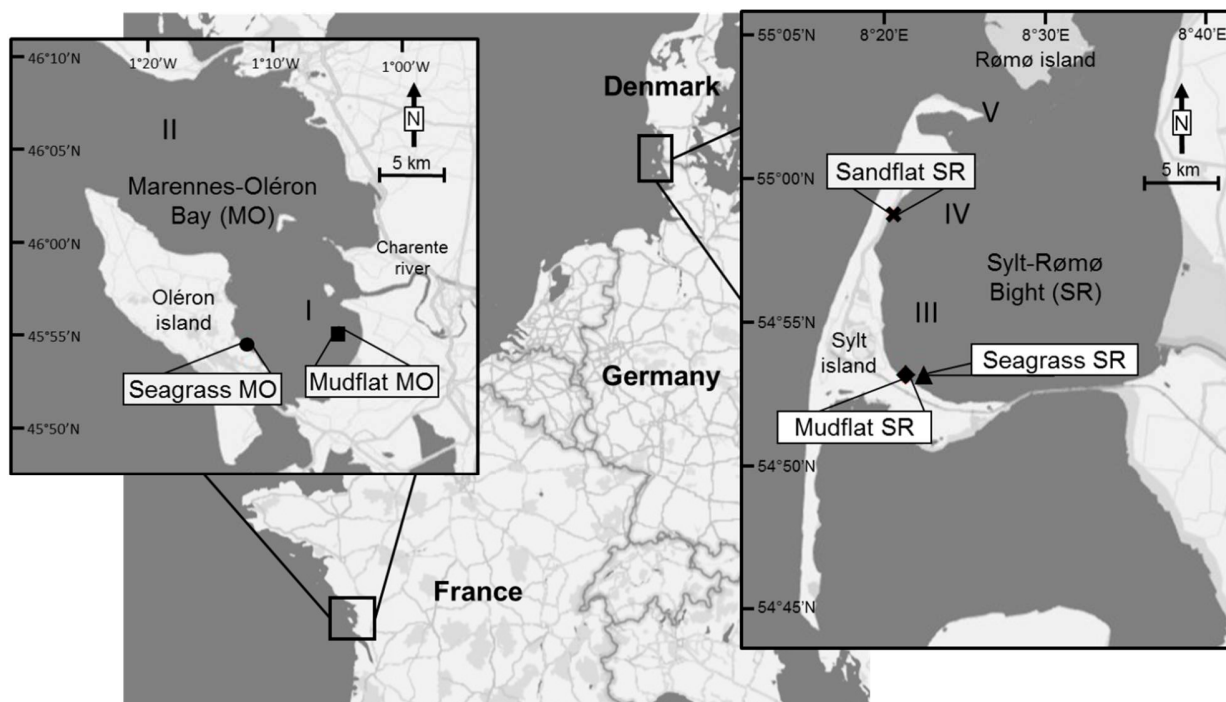 46°10'N
1°20'W
1°10'W
1°00'W
N
5 km
II
46°05'N
Marennes-Oléron
Bay (MO)
46°00'N
Charente
river
Oléron
island
I
45°55'N
Seagrass MO
Mudflat MO
45°50'N
Denmark
Germany
France
55°05'N
8°20'E
8°30'E
8°40'E
Rømø island
V
N
5 km
55°00'N
Sandflat SR
IV
Sylt-Rømø
Bight (SR)
III
54°55'N
Sylt
island
Seagrass SR
Mudflat SR
54°50'N
54°45'N